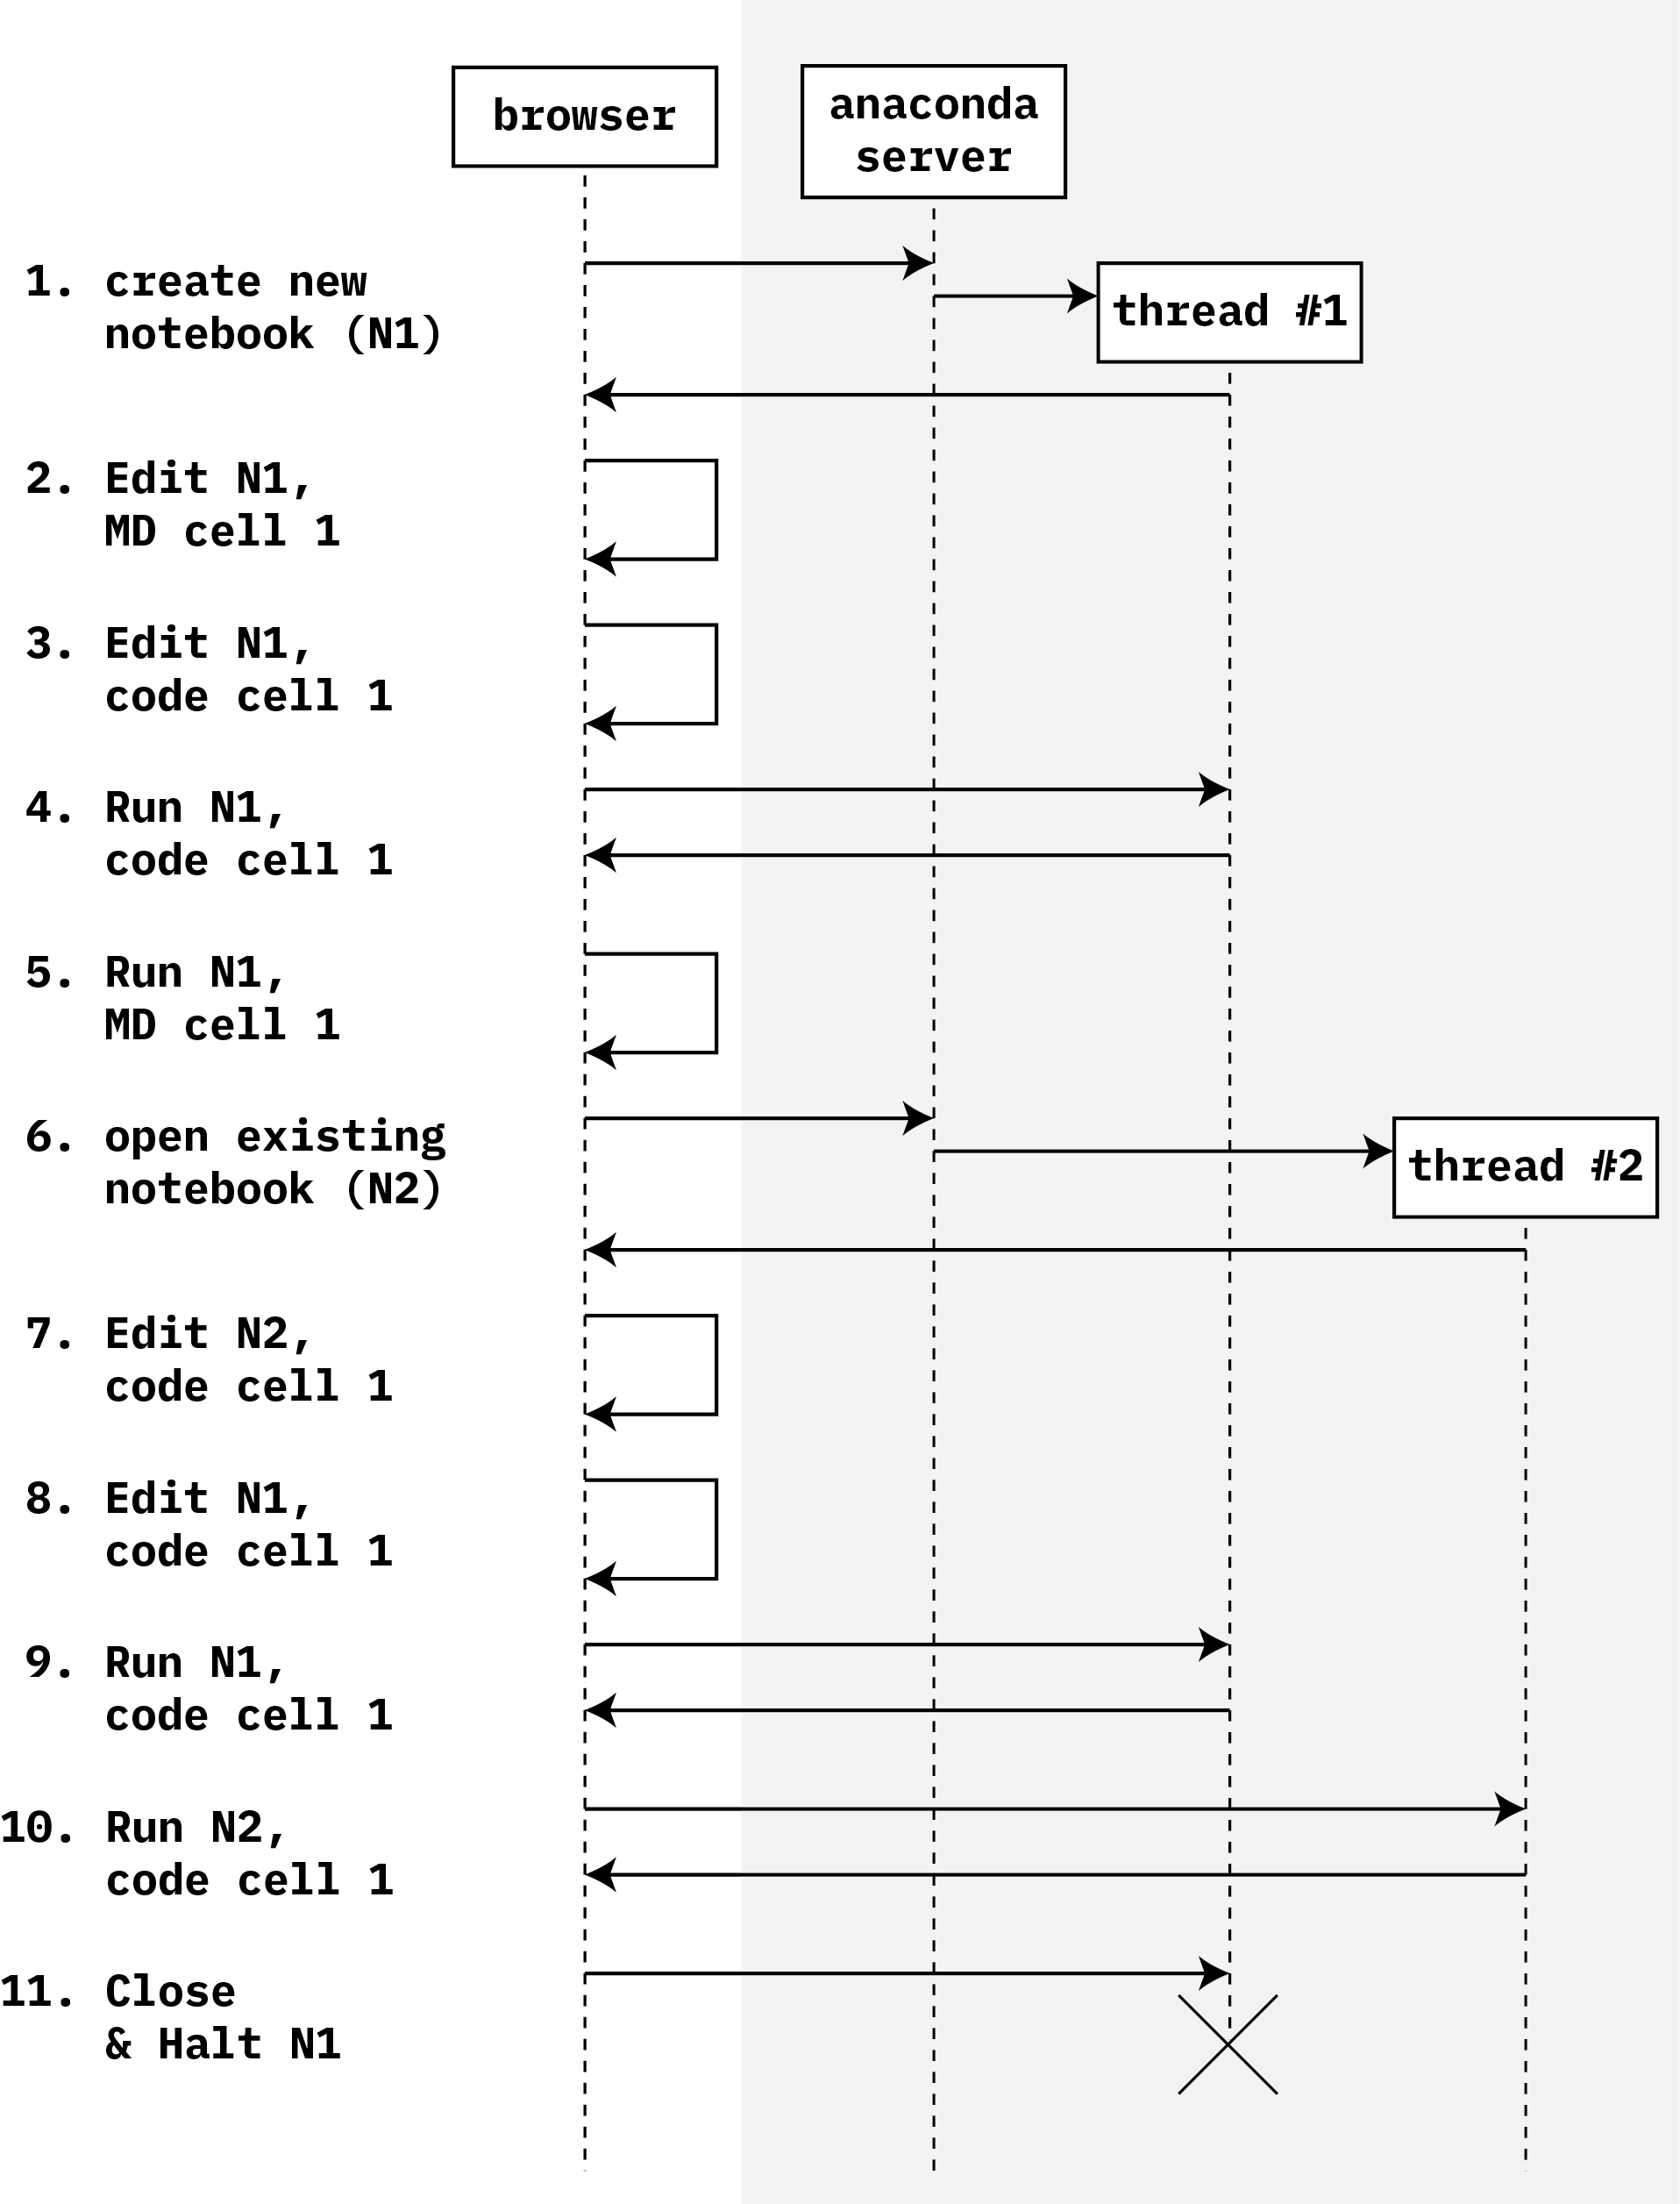 browser
anaconda
server
1. create new
notebook (N1)
thread #1
2. Edit N1,
MD cell 1
3. Edit N1,
code cell 1
4. Run N1,
code cell 1
5. Run N1,
MD cell 1
6. open existing
notebook (N2)
thread #2
7. Edit N2,
code cell 1
8. Edit N1,
code cell 1
9. Run N1,
code cell 1
10. Run N2,
code cell 1
11. Close
& Halt N1